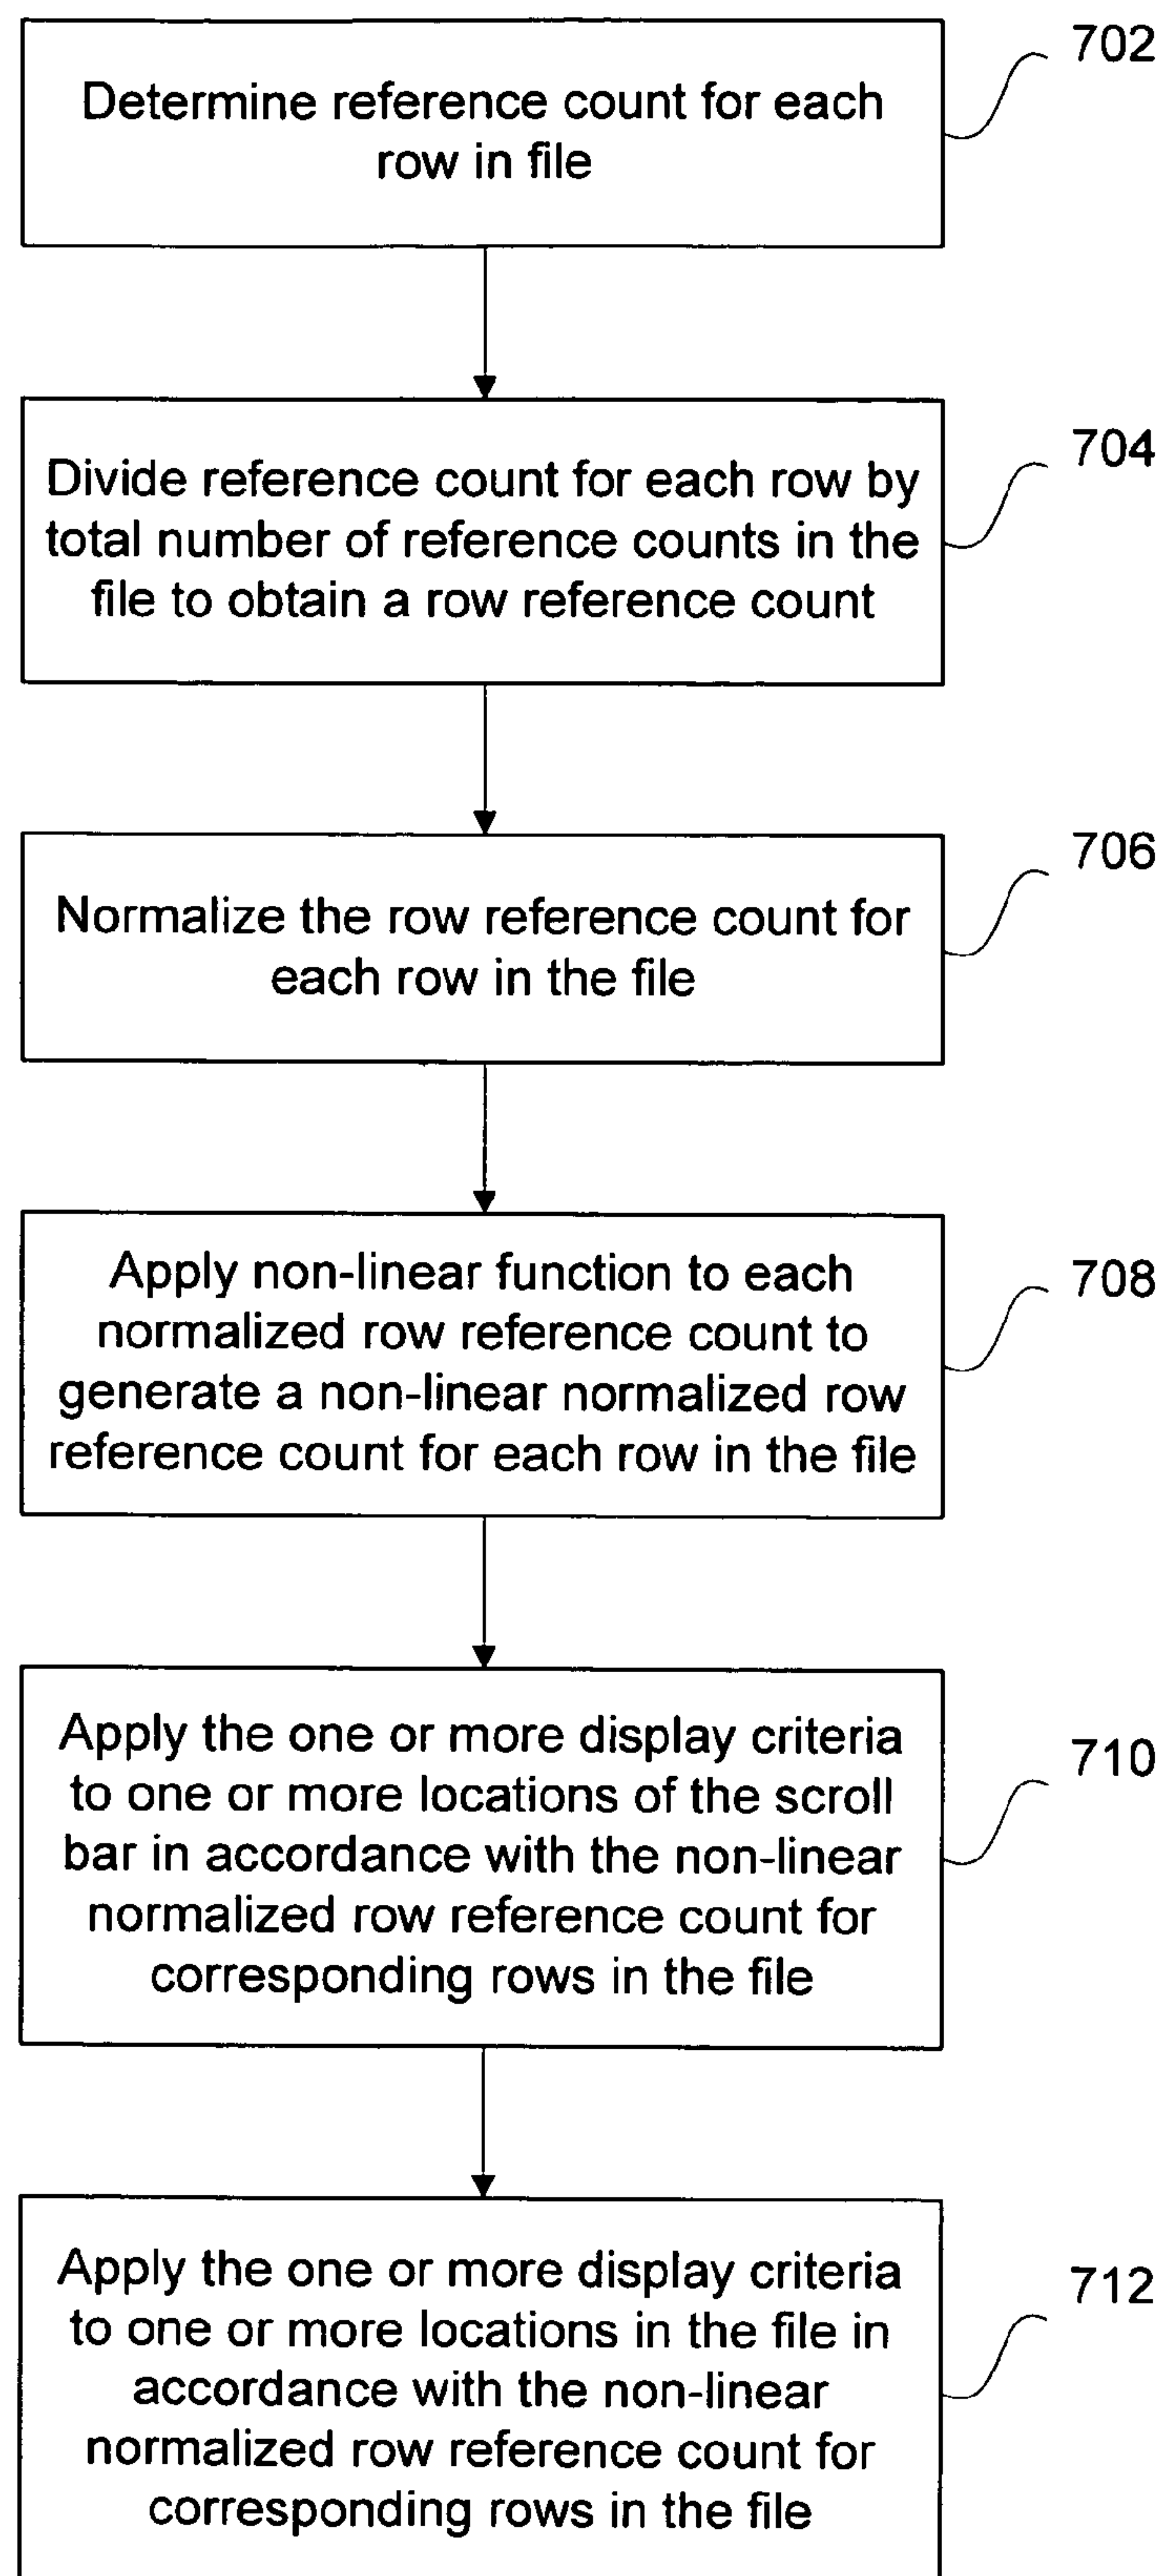 Determine reference count for each
row in file
702
Divide reference count for each row by
total number of reference counts in the
file to obtain a row reference count
704
Normalize the row reference count for
each row in the file
706
Apply non-linear function to each
normalized row reference count to
generate a non-linear normalized row
reference count for each row in the file
708
Apply the one or more display criteria
to one or more locations of the scroll
bar in accordance with the non-linear
normalized row reference count for
corresponding rows in the file
710
Apply the one or more display criteria
to one or more locations in the file in
accordance with the non-linear
normalized row reference count for
corresponding rows in the file
712